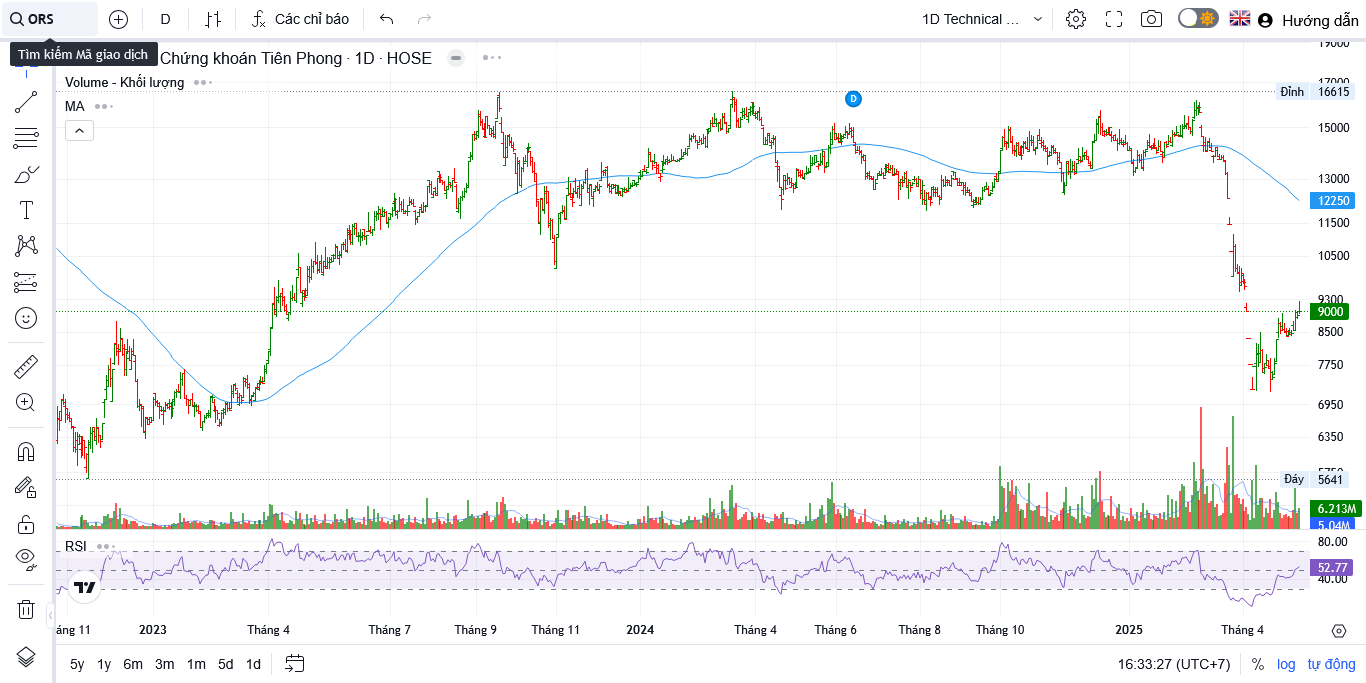 ORS
D
Các chỉ báo
1D Technical ...
Hướng dẫn
Tìm kiếm Mã giao dịch
Chứng khoán Tiên Phong · 1D · HOSE
Volume - Khối lượng
MA
D
19000
17000
Đỉnh 16615
15000
13000
12250
11500
10500
9300
9000
8500
7750
6950
6350
5750
Đáy 5641
6.213M
5.04M
RSI
80.00
52.77
40.00
áng 11 2023 Tháng 4 Tháng 7 Tháng 9 Tháng 11 2024 Tháng 4 Tháng 6 Tháng 8 Tháng 10 2025 Tháng 4
5y 1y 6m 3m 1m 5d 1d
16:33:27 (UTC+7) % log tự động